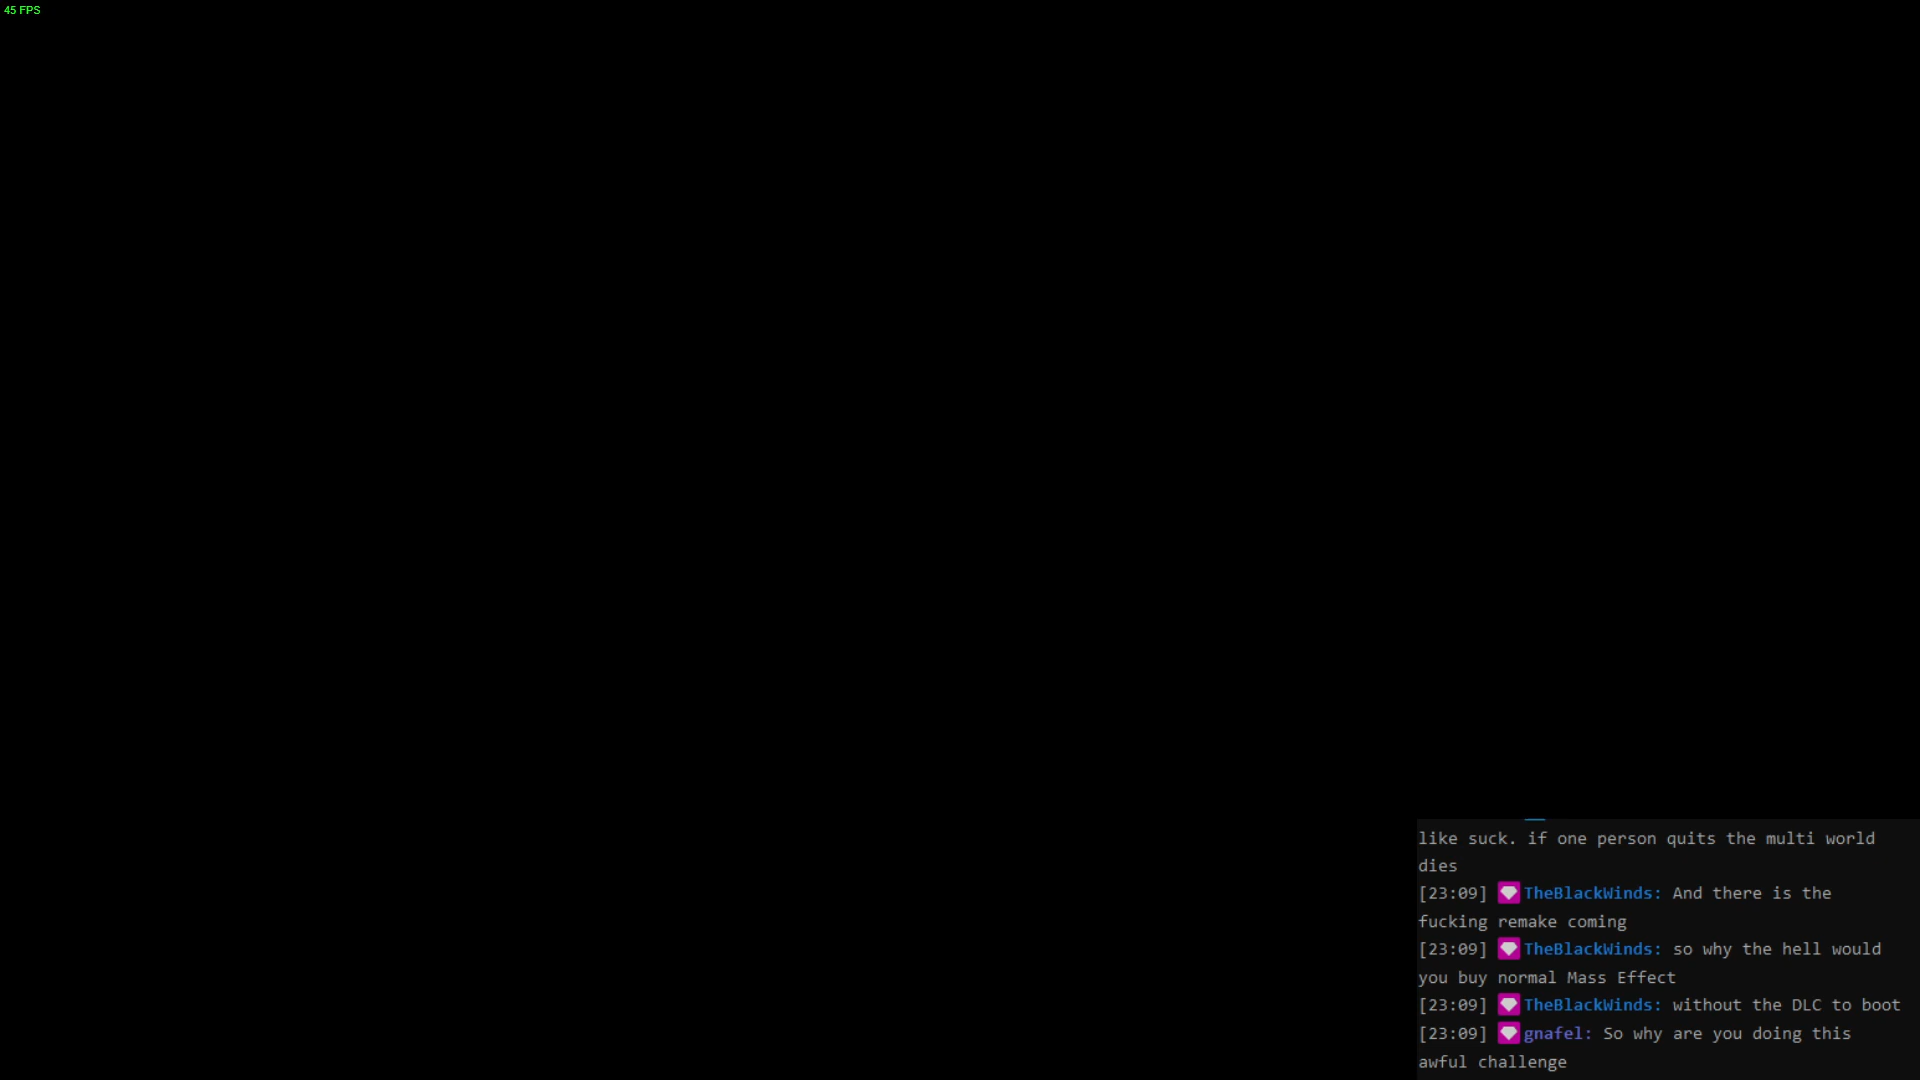 45 FPS
like suck. if one person quits the multi world
dies
[23:09] TheBlackWinds: And there is the
fucking remake coming
[23:09] TheBlackWinds: so why the hell would
you buy normal Mass Effect
[23:09] TheBlackWinds: without the DLC to boot
[23:09] gnafel: So why are you doing this
awful challenge